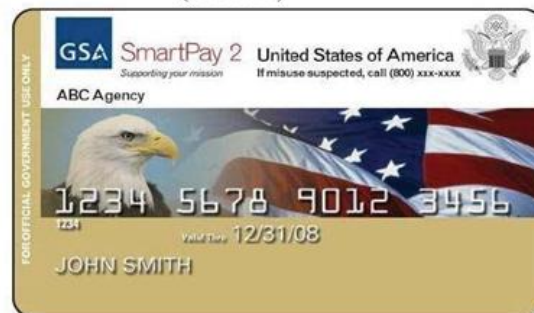 FOR OFFICIAL GOVERNMENT USE ONLY
GSA SmartPay 2
Supporting your mission
United States of America
If misuse suspected, call (800) xxx-xxxx
ABC Agency
1234 5678 9012 3456
1234
Valid Thru 12/31/08
JOHN SMITH